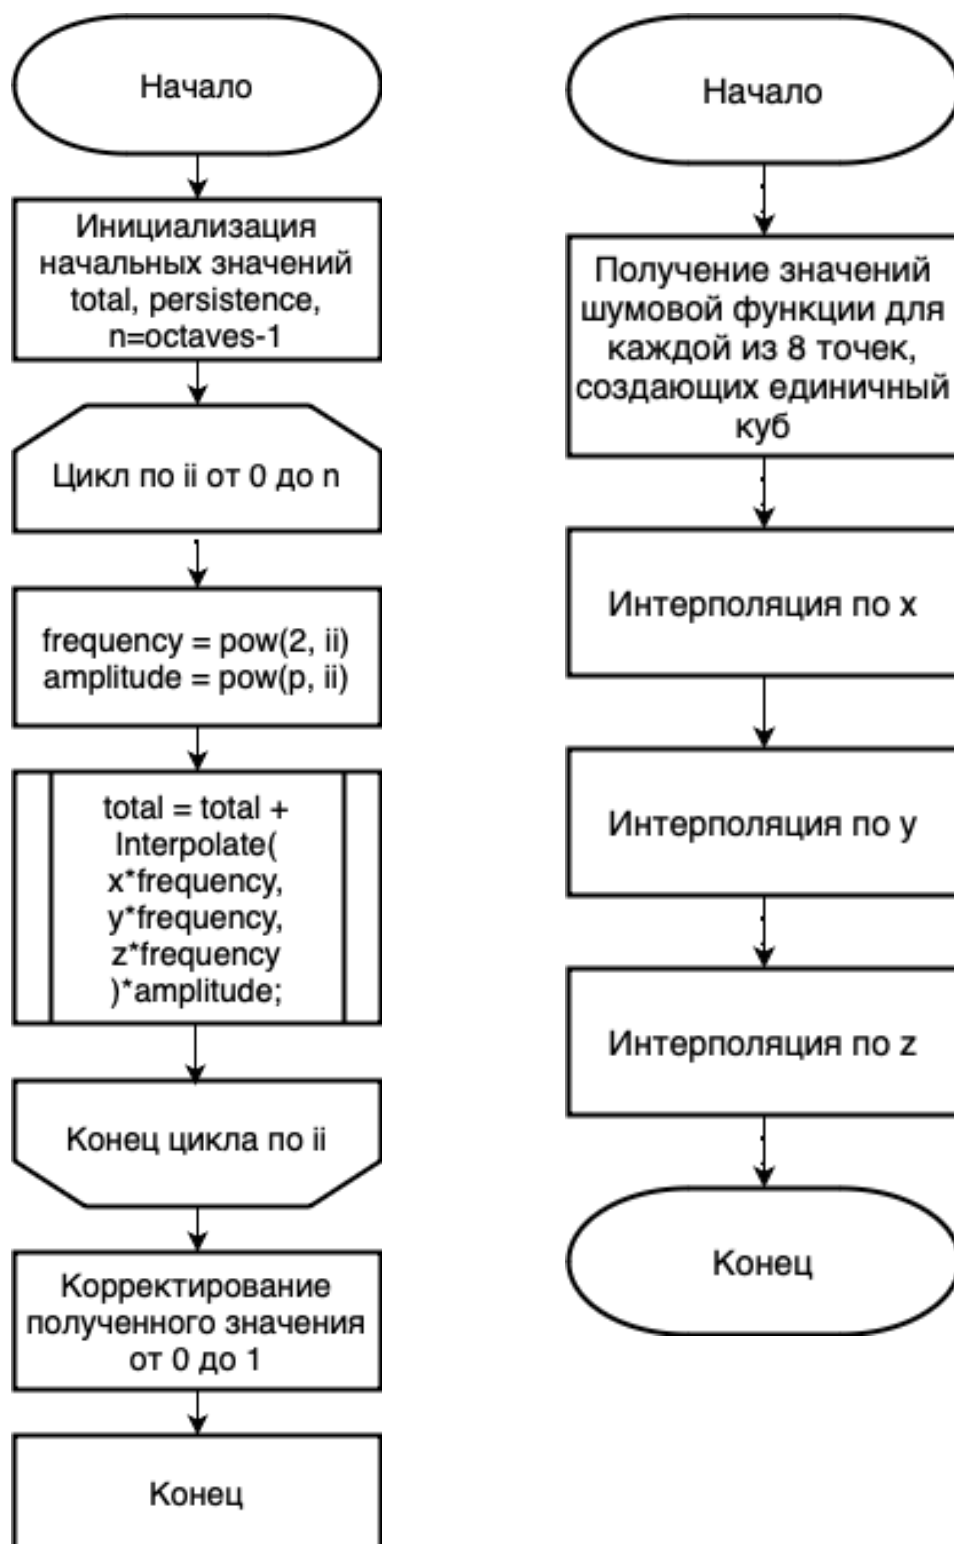 Начало
Инициализация
начальных значений
total, persistence,
n=octaves-1
Цикл по ii от 0 до n
frequency = pow(2, ii)
amplitude = pow(p, ii)
total = total +
Interpolate(
x*frequency,
y*frequency,
z*frequency
)*amplitude;
Конец цикла по ii
Корректирование
полученного значения
от 0 до 1
Конец
Начало
Получение значений
шумовой функции для
каждой из 8 точек,
создающих единичный
куб
Интерполяция по x
Интерполяция по y
Интерполяция по z
Конец